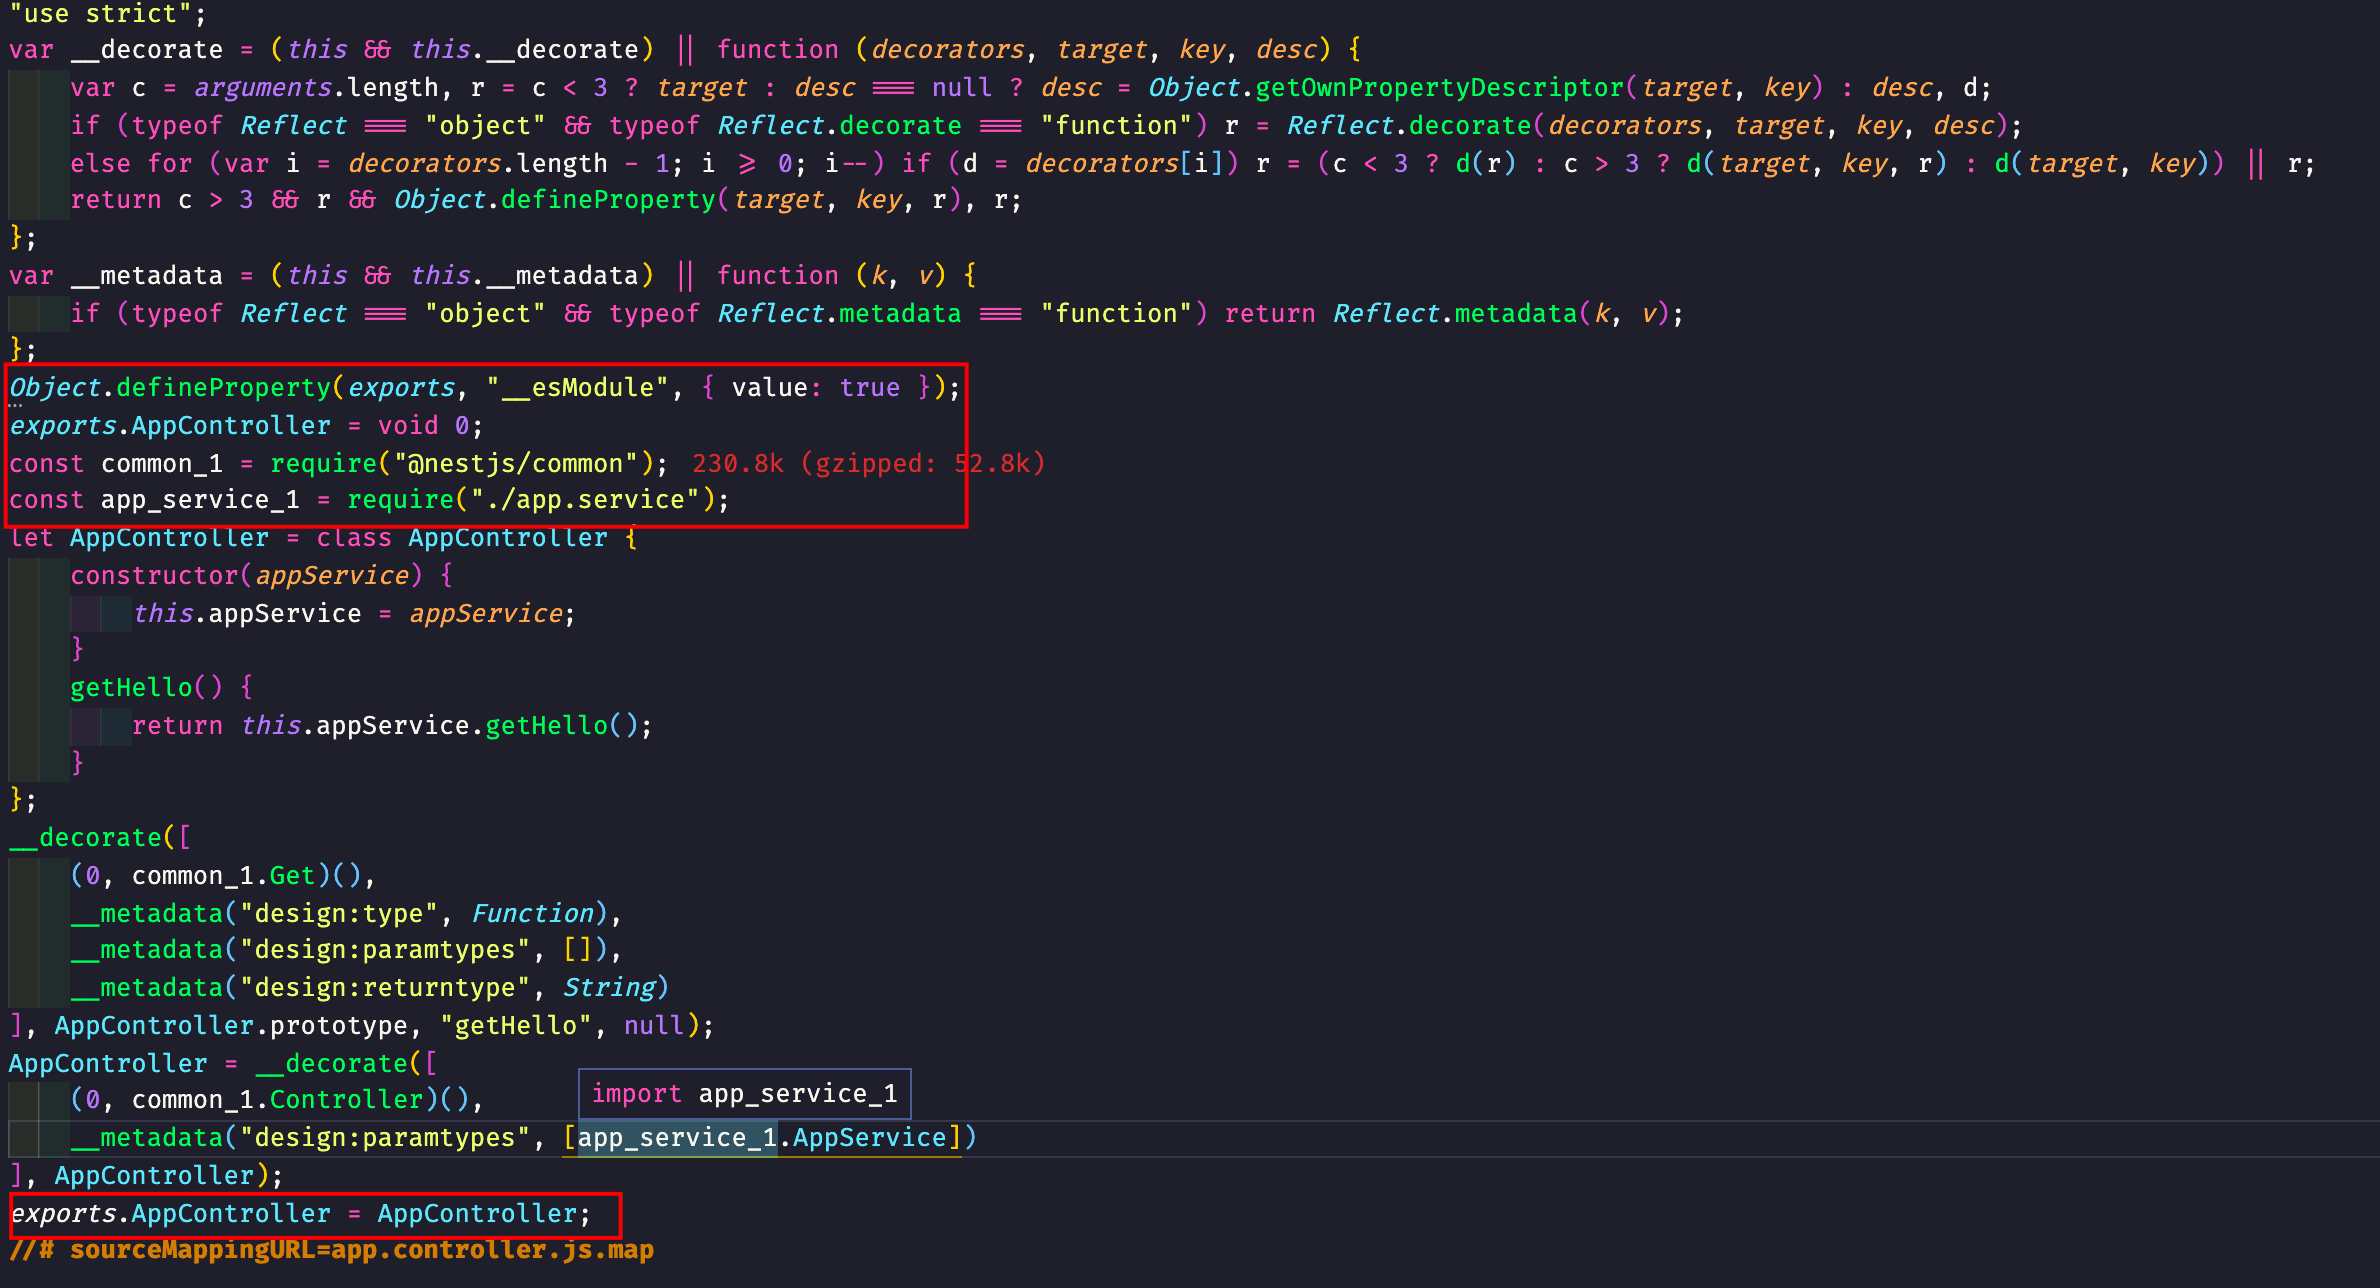 "use strict";
var __decorate = (this && this.__decorate) || function (decorators, target, key, desc) {
    var c = arguments.length, r = c < 3 ? target : desc === null ? desc = Object.getOwnPropertyDescriptor(target, key) : desc, d;
    if (typeof Reflect === "object" && typeof Reflect.decorate === "function") r = Reflect.decorate(decorators, target, key, desc);
    else for (var i = decorators.length - 1; i >= 0; i--) if (d = decorators[i]) r = (c < 3 ? d(r) : c > 3 ? d(target, key, r) : d(target, key)) || r;
    return c > 3 && r && Object.defineProperty(target, key, r), r;
};
var __metadata = (this && this.__metadata) || function (k, v) {
    if (typeof Reflect === "object" && typeof Reflect.metadata === "function") return Reflect.metadata(k, v);
};
Object.defineProperty(exports, "__esModule", { value: true });
exports.AppController = void 0;
const common_1 = require("@nestjs/common"); 230.8k (gzipped: 52.8k)
const app_service_1 = require("./app.service");
let AppController = class AppController {
    constructor(appService) {
        this.appService = appService;
    }
    getHello() {
        return this.appService.getHello();
    }
};
__decorate([
    (0, common_1.Get)(),
    __metadata("design:type", Function),
    __metadata("design:paramtypes", []),
    __metadata("design:returntype", String)
], AppController.prototype, "getHello", null);
AppController = __decorate([
    (0, common_1.Controller)(),
import app_service_1
    __metadata("design:paramtypes", [app_service_1.AppService])
], AppController);
exports.AppController = AppController;
//# sourceMappingURL=app.controller.js.map